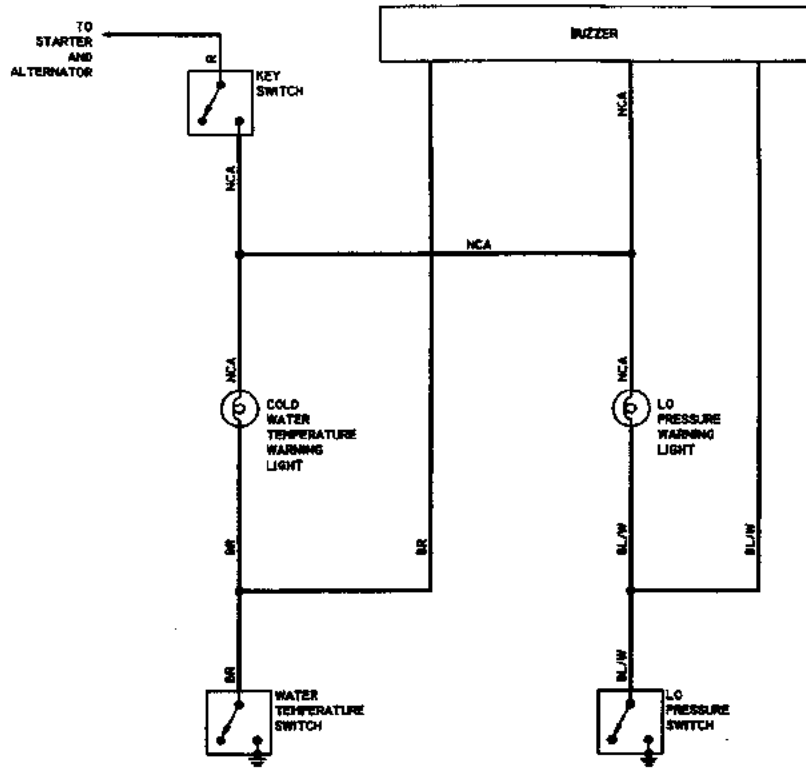 TO
STARTER
AND
ALTERNATOR
R
KEY
SWITCH
BUZZER
NCA
NCA
NCA
NCA
NCA
COLD
WATER
TEMPERATURE
WARNING
LIGHT
LO
PRESSURE
WARNING
LIGHT
BR
BR
BL/W
BL/W
BR
BL/W
WATER
TEMPERATURE
SWITCH
LO
PRESSURE
SWITCH